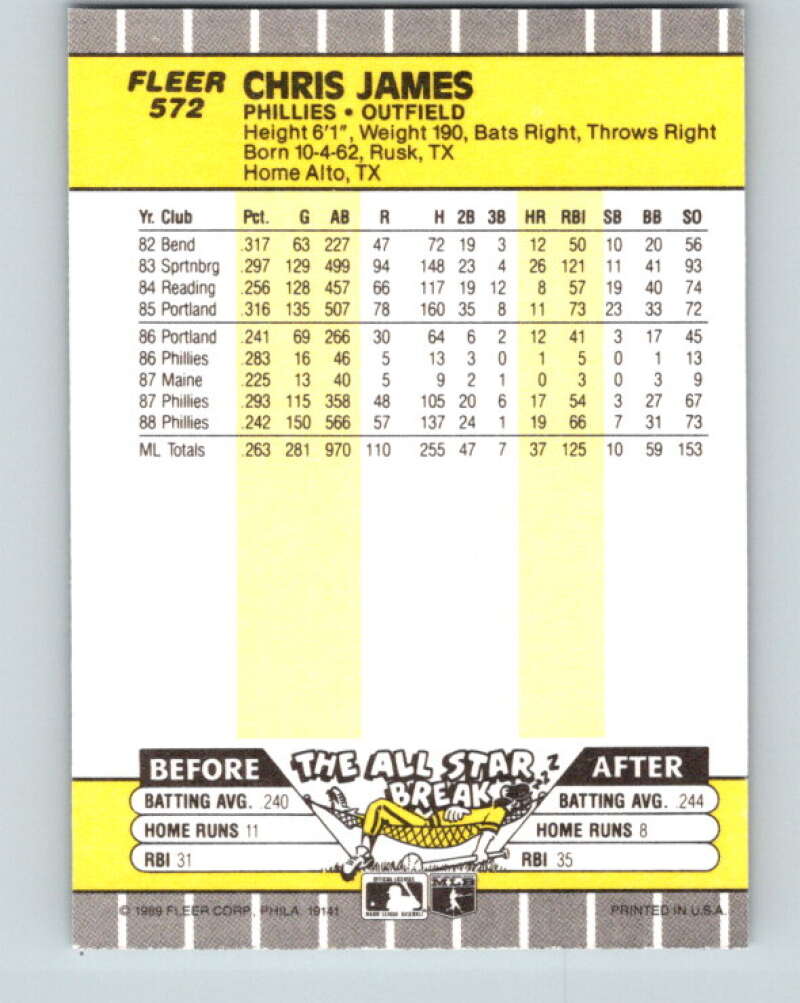 FLEER CHRIS JAMES
572 PHILLIES • OUTFIELD
Height 6'1", Weight 190, Bats Right, Throws Right
Born 10-4-62, Rusk, TX
Home Alto, TX
Yr. Club Pct. G AB R H 2B 3B HR RBI SB BB SO
82 Bend .317 63 227 47 72 19 3 12 50 10 20 56
83 Sprtnbrg .297 129 499 94 148 23 4 26 121 11 41 93
84 Reading .256 128 457 66 117 19 12 8 57 19 40 74
85 Portland .316 135 507 78 160 35 8 11 73 23 33 72
86 Portland .241 69 266 30 64 6 2 12 41 3 17 45
86 Phillies .283 16 46 5 13 3 0 1 5 0 1 13
87 Maine .225 13 40 5 9 2 1 0 3 0 3 9
87 Phillies .293 115 358 48 105 20 6 17 54 3 27 67
88 Phillies .242 150 566 57 137 24 1 19 66 7 31 73
ML Totals .263 281 970 110 255 47 7 37 125 10 59 153
BEFORE THE ALL STAR BREAK ZZZZ AFTER
BATTING AVG. .240 BATTING AVG. .244
HOME RUNS 11 HOME RUNS 8
RBI 31 RBI 35
OFFICIAL LICENSEE
MAJOR LEAGUE BASEBALL
MLB
© 1989 FLEER CORP., PHILA. 19141 PRINTED IN U.S.A.